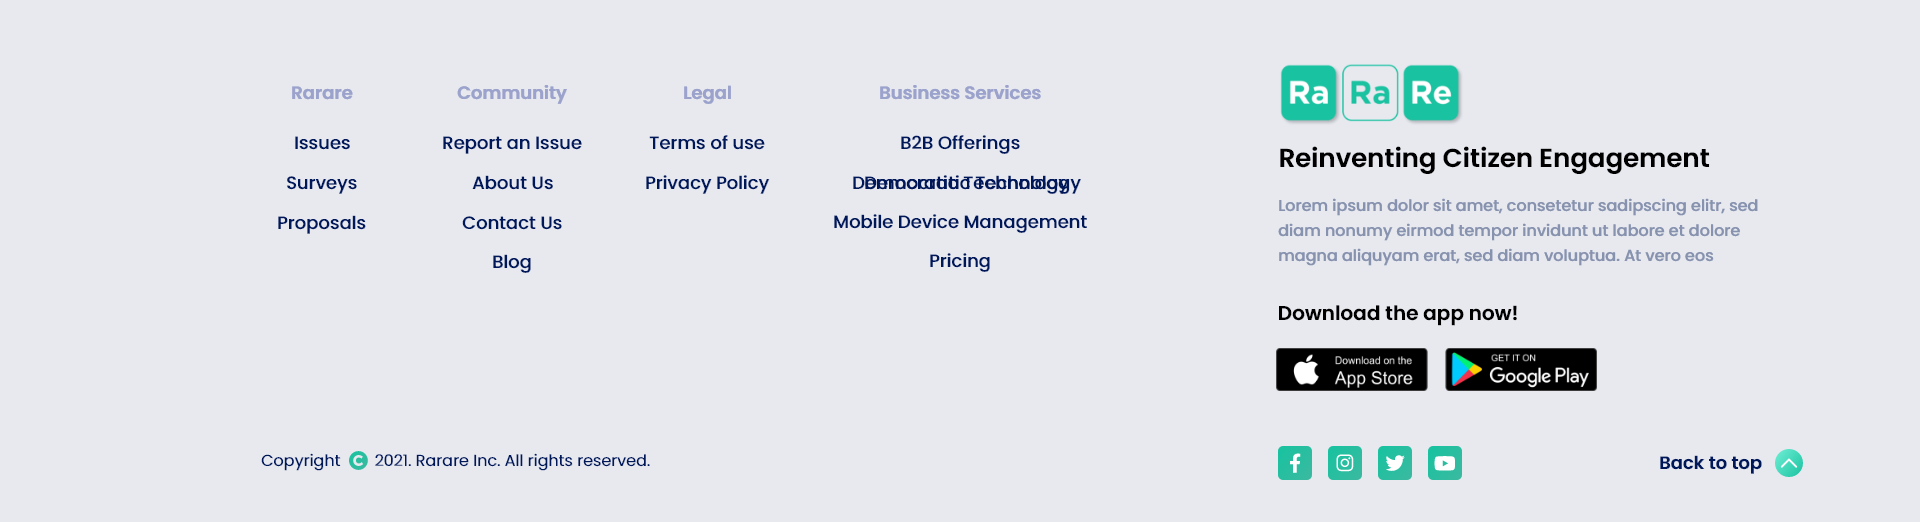 Rarare
Issues
Surveys
Proposals
Community
Report an Issue
About Us
Contact Us
Blog
Legal
Terms of use
Privacy Policy
Business Services
B2B Offerings
Technology
Mobile Device Management
Pricing
Ra Ra Re
Reinventing Citizen Engagement
Lorem ipsum dolor sit amet, consetetur sadipscing elitr, sed
diam nonumy eirmod tempor invidunt ut labore et dolore
magna aliquyam erat, sed diam voluptua. At vero eos
Download the app now!
Download on the
App Store
GET IT ON
Google Play
Copyright © 2021. Rarare Inc. All rights reserved.
Back to top